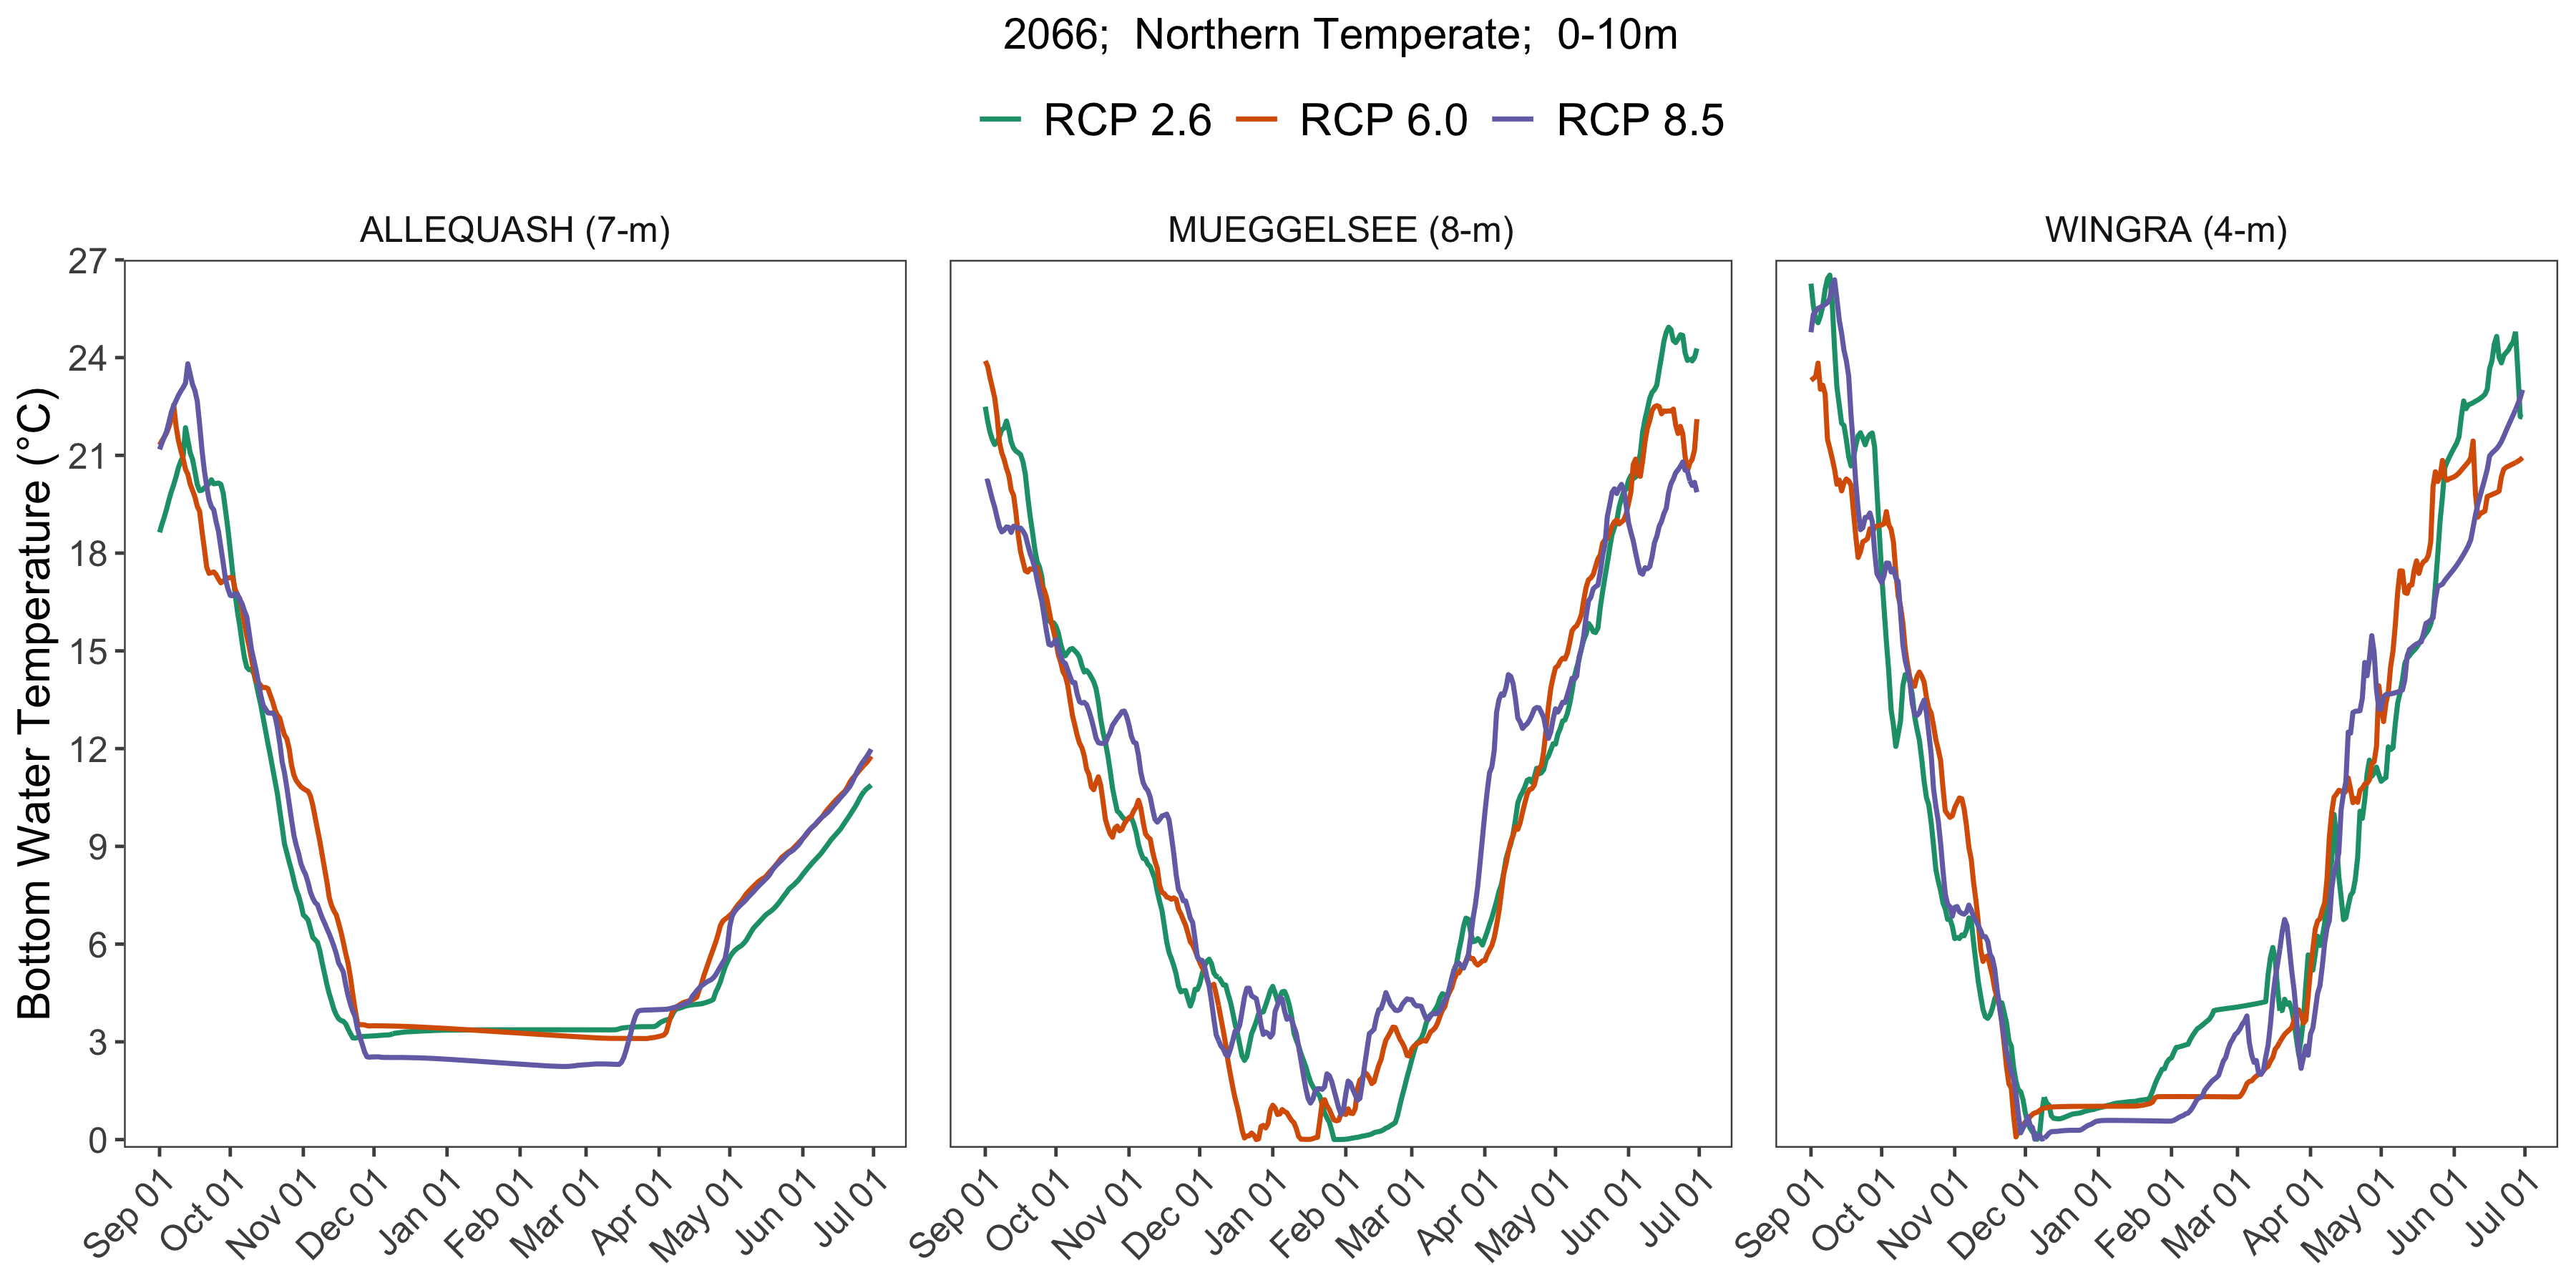 2066;  Northern Temperate;  0-10m
RCP 2.6 RCP 6.0 RCP 8.5
ALLEQUASH (7-m) MUEGGELSEE (8-m) WINGRA (4-m)
Bottom Water Temperature (°C)
27
24
21
18
15
12
9
6
3
0
Sep 01 Oct 01 Nov 01 Dec 01 Jan 01 Feb 01 Mar 01 Apr 01 May 01 Jun 01 Jul 01 Sep 01 Oct 01 Nov 01 Dec 01 Jan 01 Feb 01 Mar 01 Apr 01 May 01 Jun 01 Jul 01 Sep 01 Oct 01 Nov 01 Dec 01 Jan 01 Feb 01 Mar 01 Apr 01 May 01 Jun 01 Jul 01